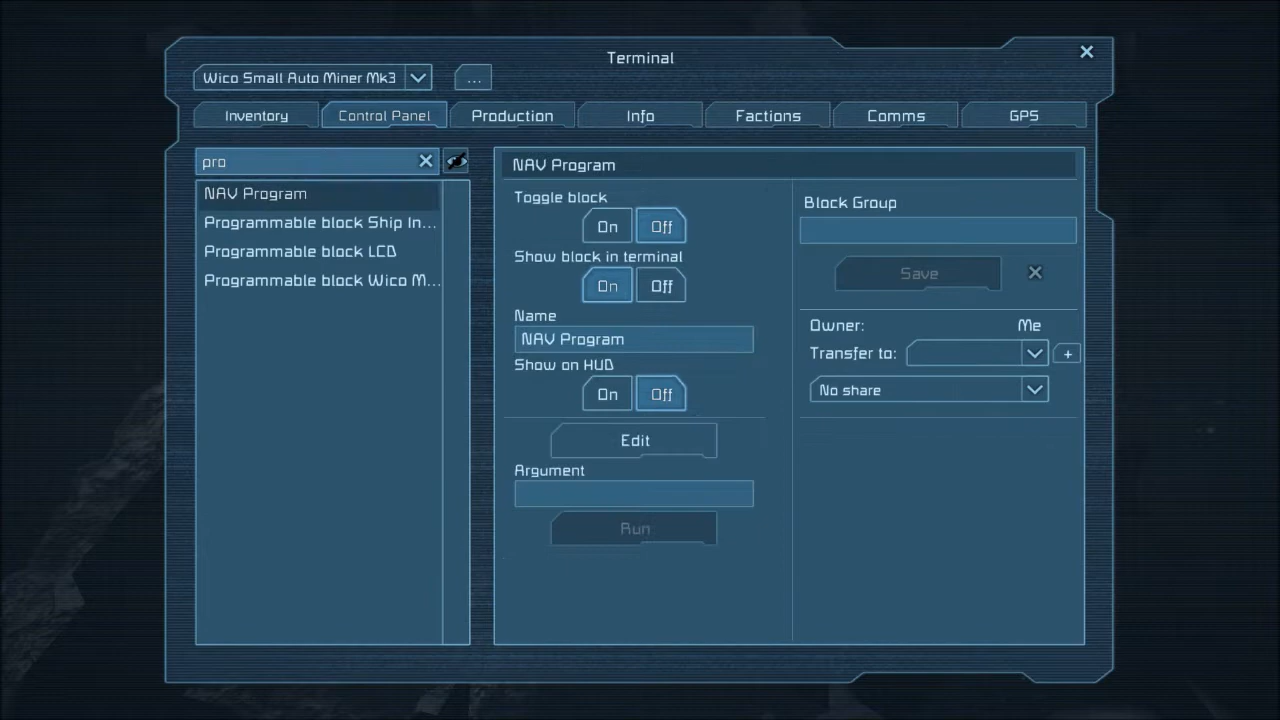 Terminal
Wico Small Auto Miner Mk3 ...
Inventory Control Panel Production Info Factions Comms GPS
pro
NAV Program
Programmable block Ship In...
Programmable block LCD
Programmable block Wico M...
NAV Program
Toggle block
On Off
Show block in terminal
On Off
Name
NAV Program
Show on HUD
On Off
Edit
Argument
Run
Block Group
Save
Owner: Me
Transfer to: +
No share